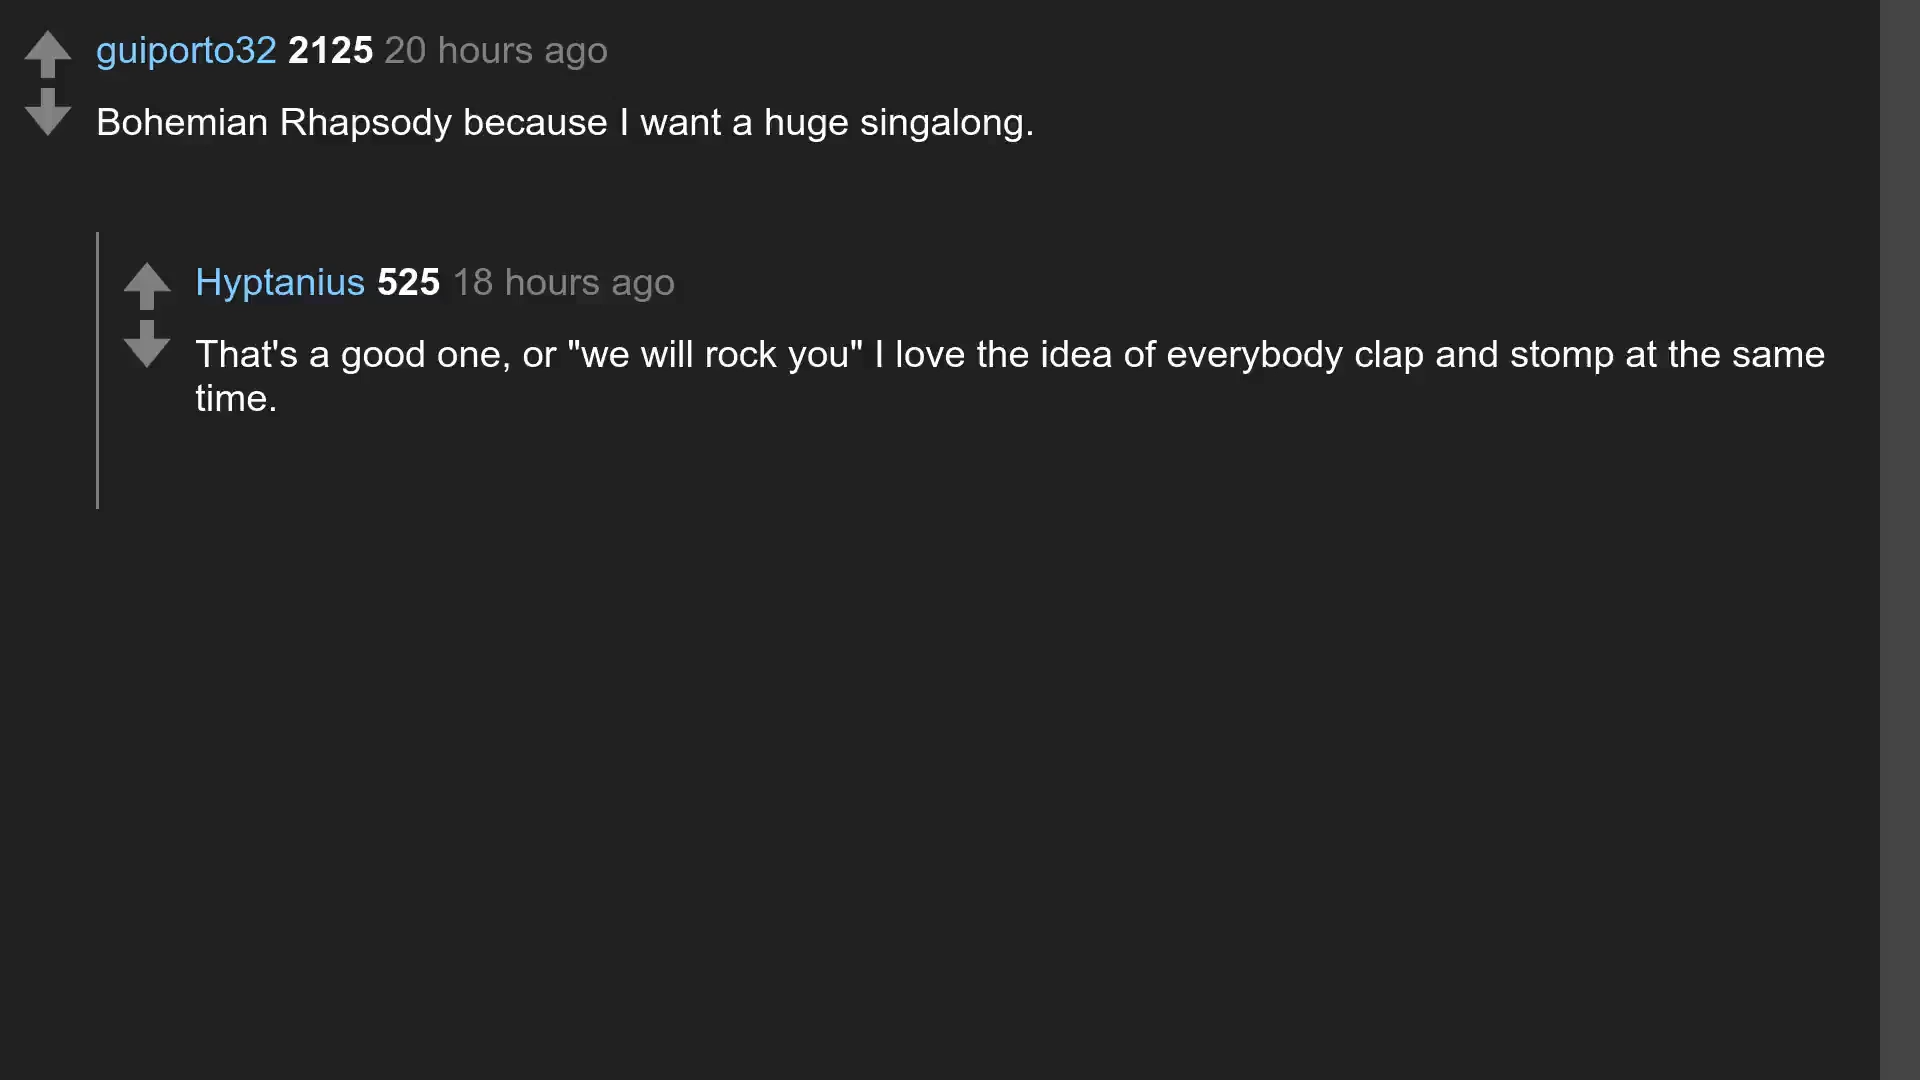 guiporto32 2125 20 hours ago
Bohemian Rhapsody because I want a huge singalong.
Hyptanius 525 18 hours ago
That's a good one, or "we will rock you" I love the idea of everybody clap and stomp at the same
time.